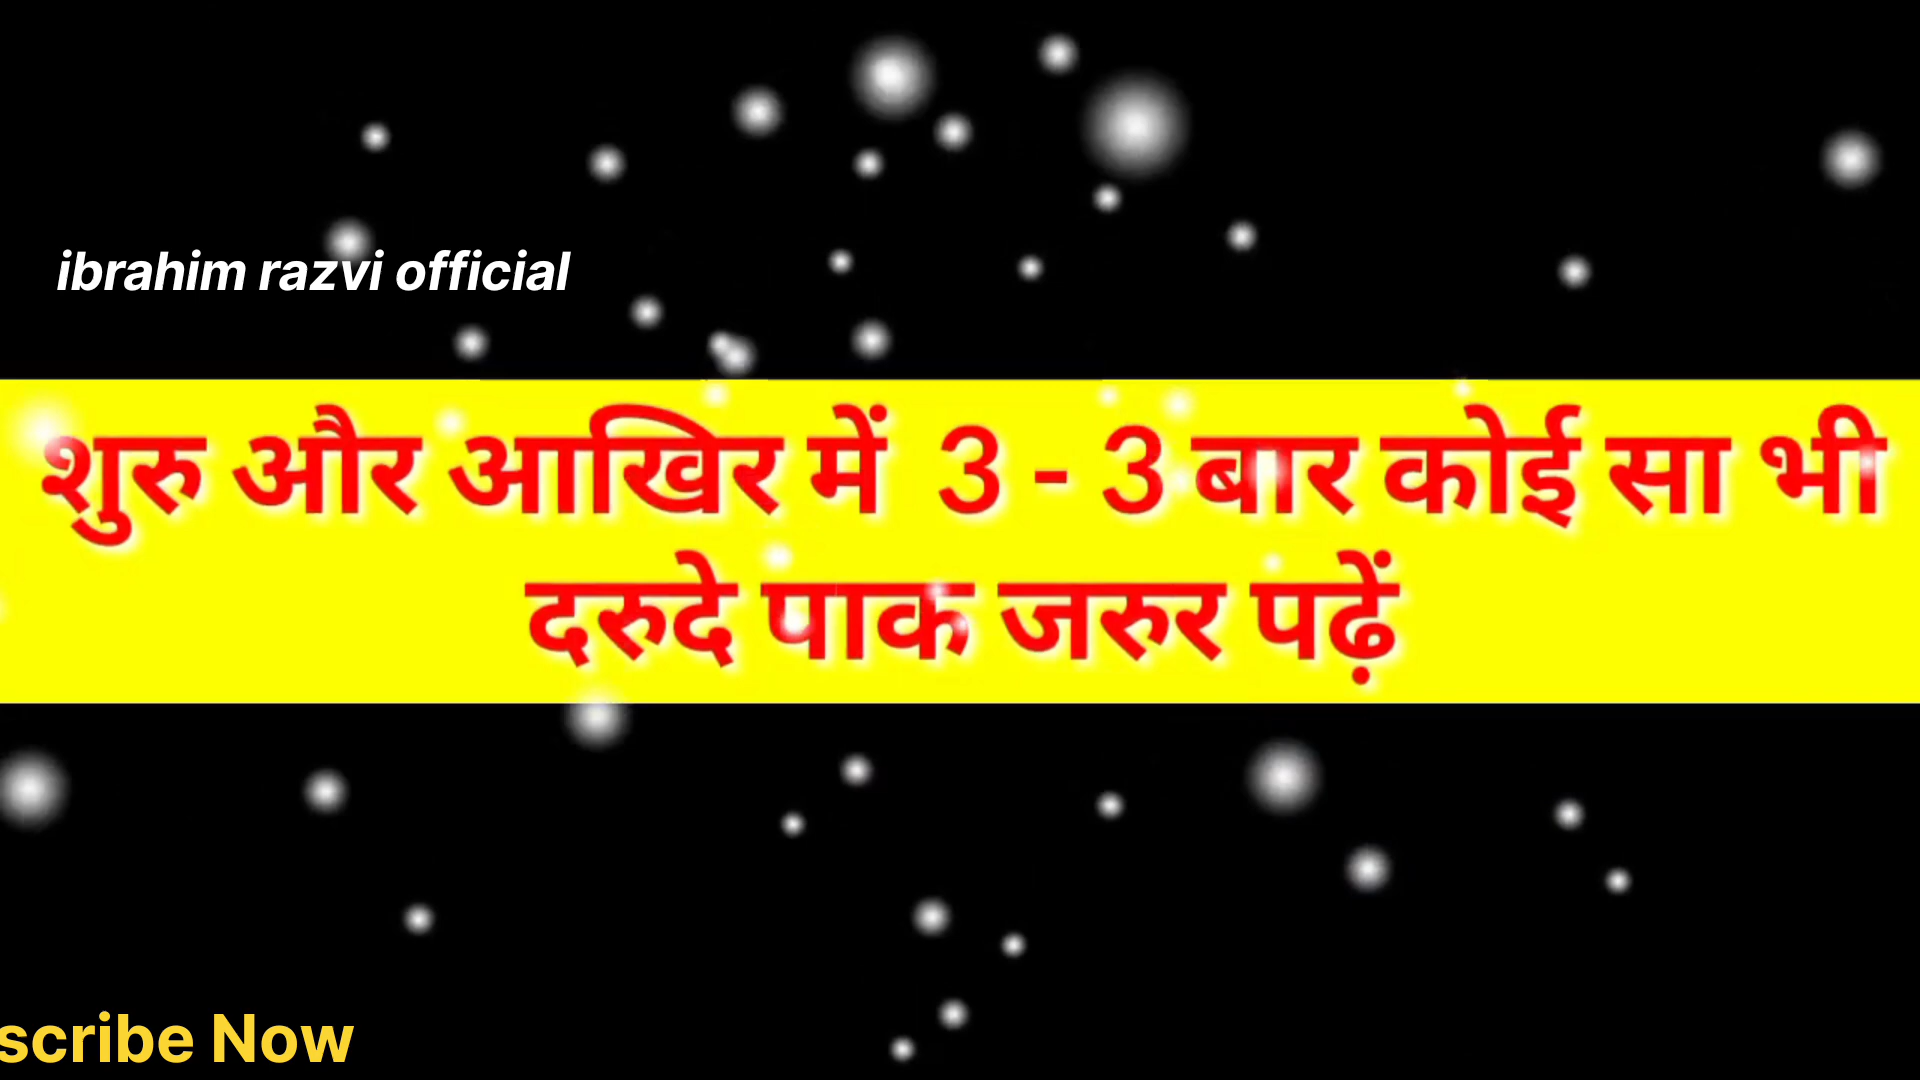 ibrahim razvi official
शुरु और आखिर में 3 - 3 बार कोई सा भी
दरुदे पाक जरुर पढ़ें
scribe Now